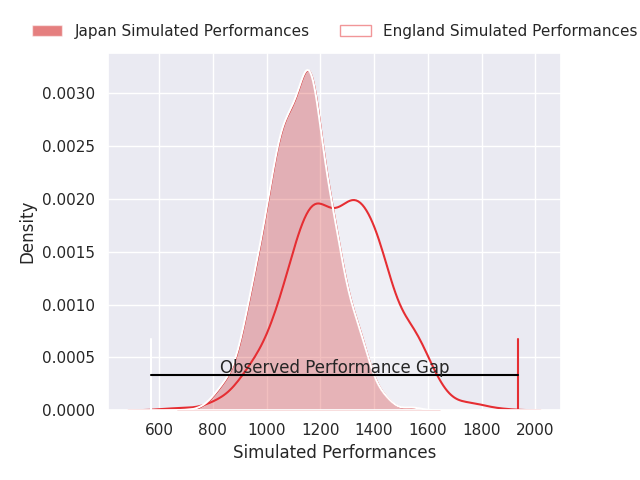 Japan Simulated Performances England Simulated Performances
0.0030
0.0025
0.0020
0.0015
0.0010
0.0005
0.0000
Density
Observed Performance Gap
600 800 1000 1200 1400 1600 1800 2000
Simulated Performances